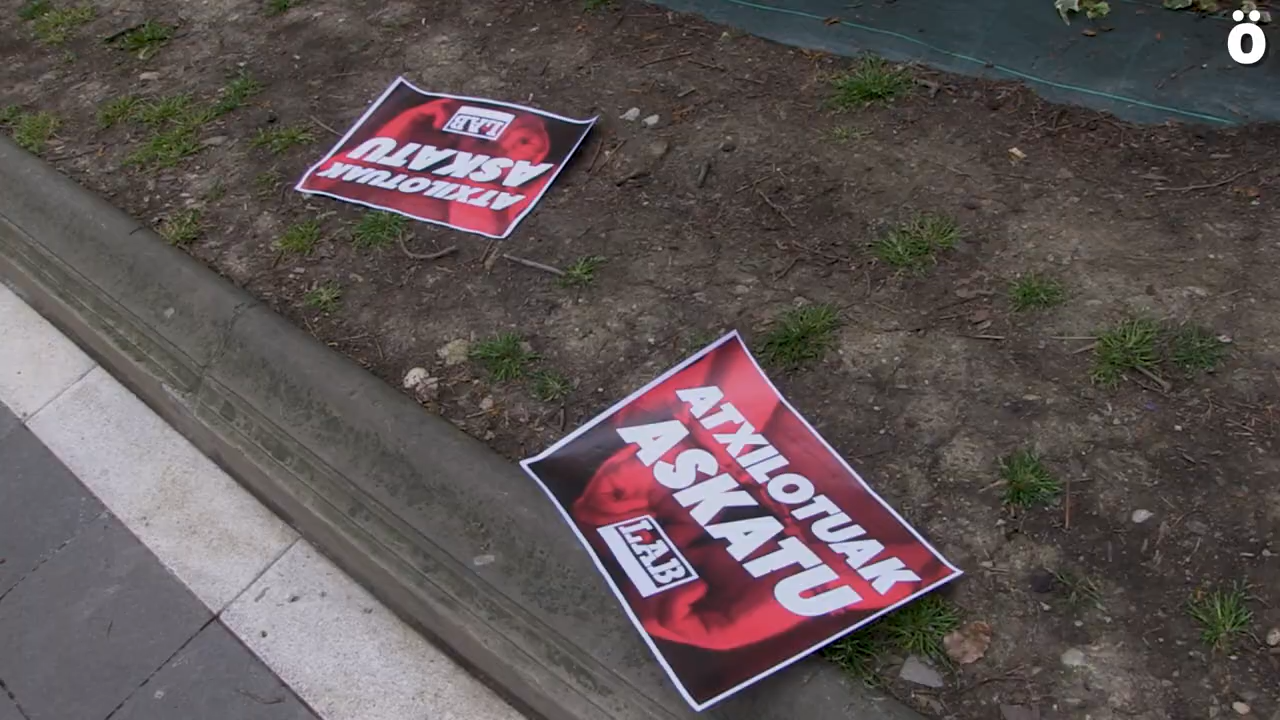 Ö
LAB
ASKATU
ATXILOTUAK
ATXILOTUAK
ASKATU
LAB